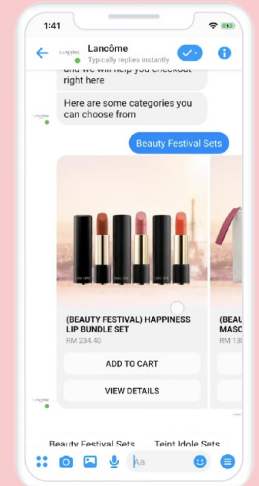 1:41
Lancôme
Typically replies instantly
and we will help you checkout
right here
Here are some categories you
can choose from
Beauty Festival Sets
(BEAUTY FESTIVAL) HAPPINESS
LIP BUNDLE SET
RM 234.40
ADD TO CART
VIEW DETAILS
(BEAU
MASC
RM 13
Beauty Festival Sets
Teint Idole Sets
Aa